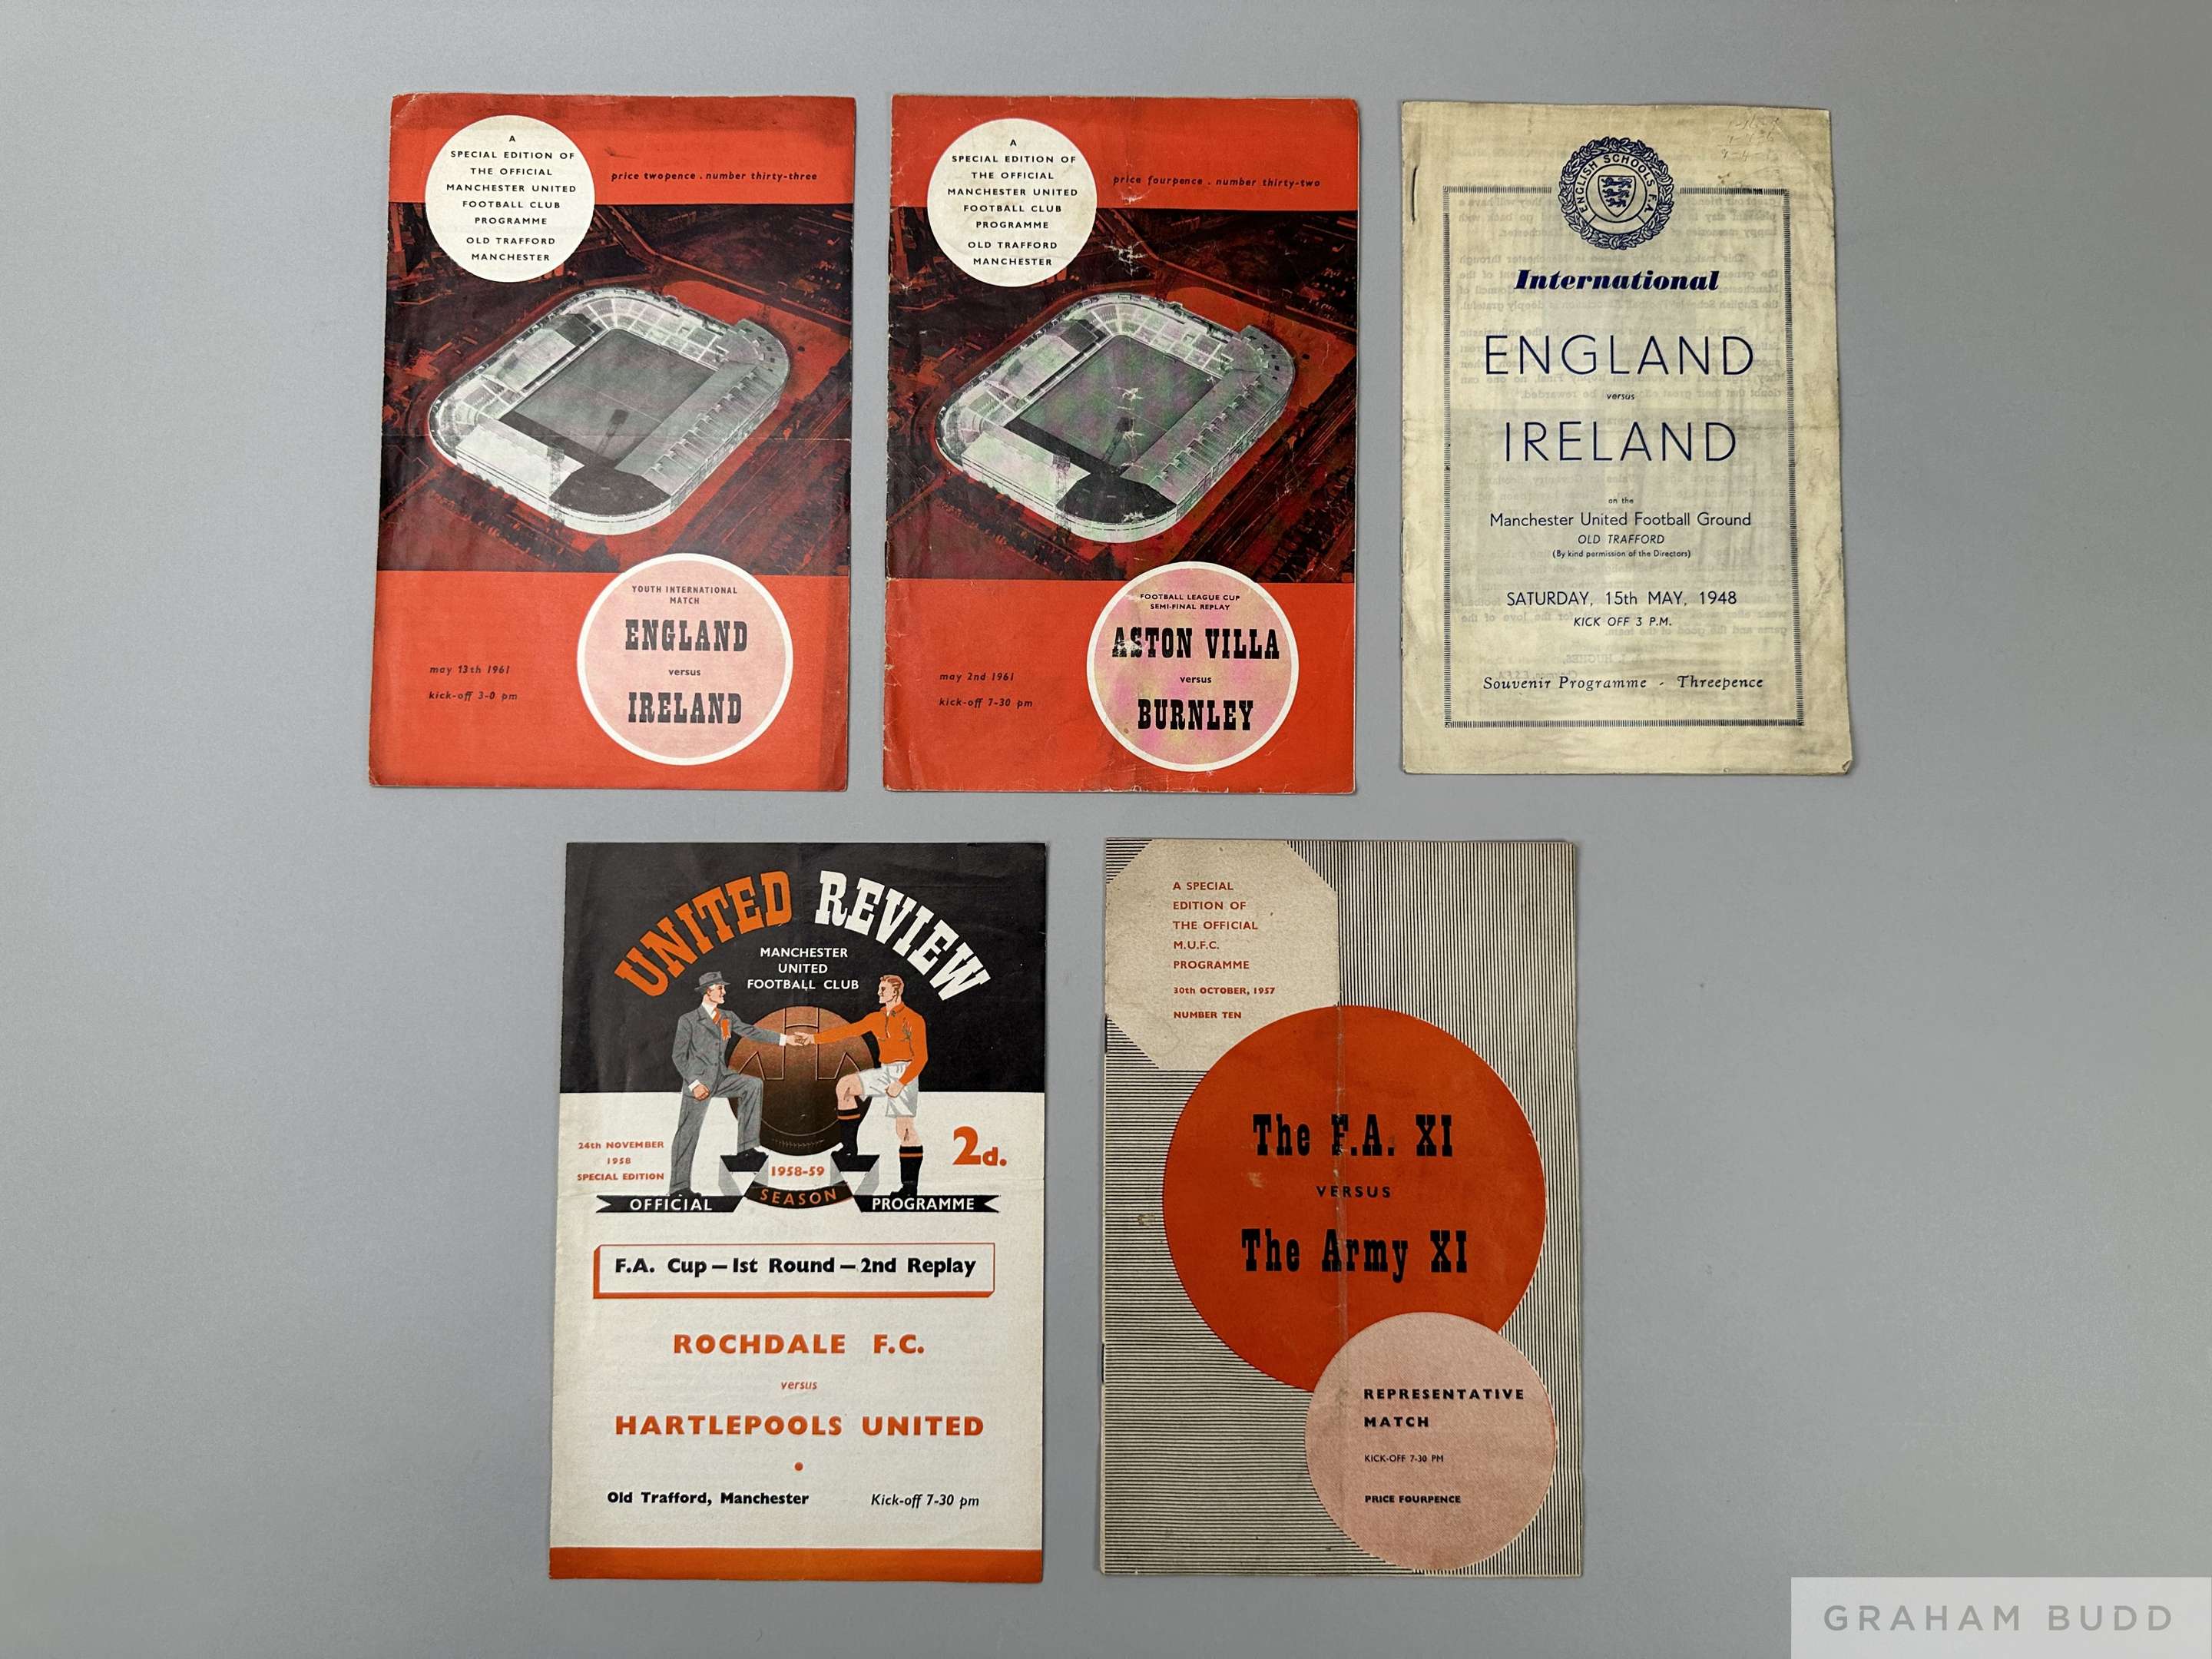 A
SPECIAL EDITION OF
THE OFFICIAL
MANCHESTER UNITED
FOOTBALL CLUB
PROGRAMME
OLD TRAFFORD
MANCHESTER
price twopence . number thirty-three
YOUTH INTERNATIONAL
MATCH
ENGLAND
versus
IRELAND
may 13th 1961
kick-off 3-0 pm
A
SPECIAL EDITION OF
THE OFFICIAL
MANCHESTER UNITED
FOOTBALL CLUB
PROGRAMME
OLD TRAFFORD
MANCHESTER
price fourpence . number thirty-two
FOOTBALL LEAGUE CUP
SEMI-FINAL REPLAY
ASTON VILLA
versus
BURNLEY
may 2nd 1961
kick-off 7-30 pm
ENGLISH SCHOOLS F.A.
International
ENGLAND
versus
IRELAND
on the
Manchester United Football Ground
OLD TRAFFORD
(By kind permission of the Directors)
SATURDAY, 15th MAY, 1948
KICK OFF 3 P.M.
Souvenir Programme - Threepence
UNITED REVIEW
MANCHESTER
UNITED
FOOTBALL CLUB
24th NOVEMBER
1958
SPECIAL EDITION
2d.
1958-59
OFFICIAL SEASON PROGRAMME
F.A. Cup — 1st Round — 2nd Replay
ROCHDALE F.C.
versus
HARTLEPOOLS UNITED
Old Trafford, Manchester Kick-off 7-30 pm
A SPECIAL
EDITION OF
THE OFFICIAL
M.U.F.C.
PROGRAMME
30th OCTOBER, 1957
NUMBER TEN
The F.A. XI
VERSUS
The Army XI
REPRESENTATIVE
MATCH
KICK-OFF 7-30 PM
PRICE FOURPENCE
GRAHAM BUDD